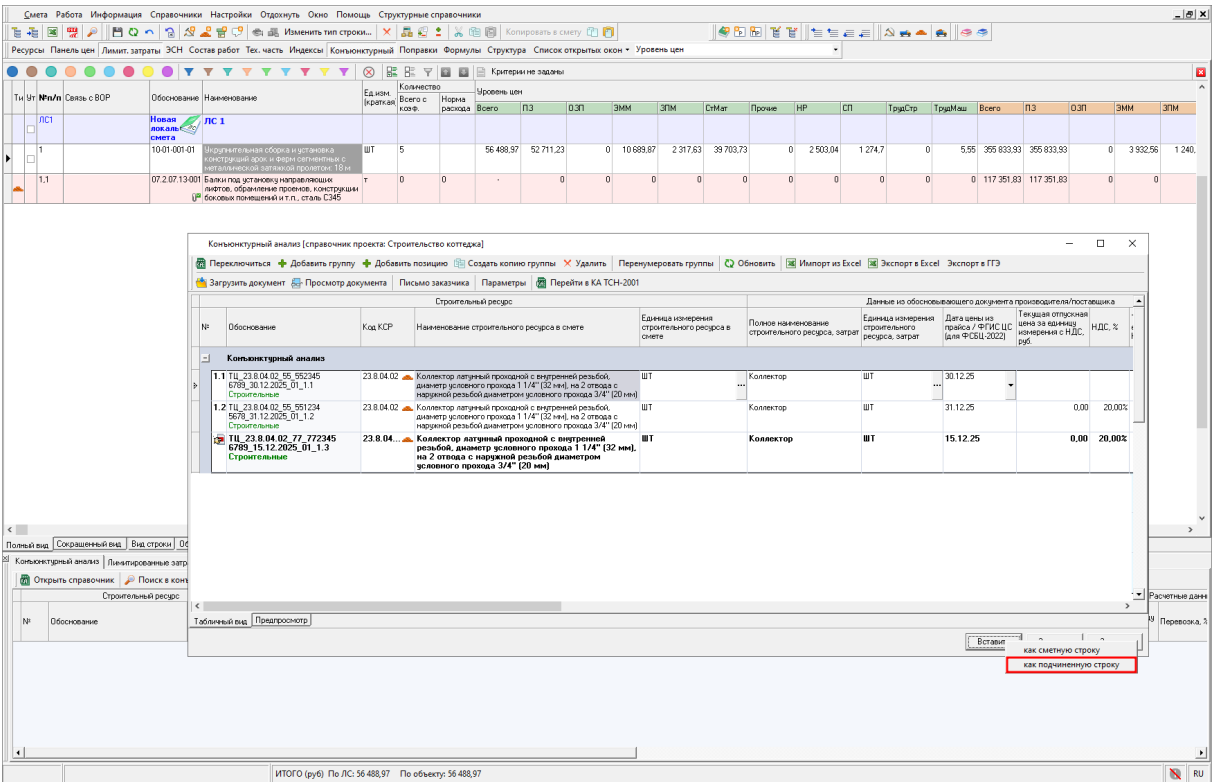 Смета Работа Информация Справочники Настройки Отдохнуть Окно Помощь Структурные справочники
Изменить тип строки... Копировать в смету
Ресурсы Панель цен Лимит. затраты ЭСН Состав работ Тех. часть Индексы Конъюнктурный Поправки Формулы Структура Список открытых окон Уровень цен
Критерии не заданы
Ти Чт №п/п Связь с ВОР Обоснование Наименование Ед.изм. (краткая Количество Уровень цен
Всего с коэф. Норма расхода Всего ПЗ ОЗП ЭММ ЗПМ СтМат Прочие НР СП ТрудСтр ТрудМаш Всего ПЗ ОЗП ЭММ ЗПМ
ЛС1 Новая локаль смета ЛС 1
1 10-01-001-01 Укрупнительная сборка и установка ШТ 5 56 488,97 52 711,23 0 10 689,87 2 317,63 39 703,73 0 2 503,04 1 274,7 5,55 355 833,93 355 833,93 0 3 932,56 1 240,
конструкций арок и ферм сегментных с
металлической затяжкой пролетом: 18 м
1,1 07.2.07.13-001 Балки под установку направляющих т 0 0 0 0 0 0 0 0 0 0 0 117 351,83 117 351,83 0 0
лифтов, обрамление проемов, конструкции
боковых помещений и т.п., сталь С345
Конъюнктурный анализ [справочник проекта: Строительство коттеджа]
Переключиться Добавить группу Добавить позицию Создать копию группы Удалить Перенумеровать группы Обновить Импорт из Excel Экспорт в Excel Экспорт в ГГЭ
Загрузить документ Просмотр документа Письмо заказчика Параметры Перейти в КА ТСН-2001
Строительный ресурс Данные из обосновывающего документа производителя/поставщика
№ Обоснование Код КСР Наименование строительного ресурса в смете Единица измерения строительного ресурса в смете Полное наименование строительного ресурса, затрат Единица измерения строительного ресурса, затрат Дата цены из прайса / ФГИС ЦС (для ФСБЦ-2022) Текущая отпускная цена за единицу измерения с НДС, руб. НДС, %
Конъюнктурный анализ
1.1 ТЦ_23.8.04.02_55_552345 23.8.04.02 Коллектор латунный проходной с внутренней резьбой, ШТ ... Коллектор ШТ ... 30.12.25
6789_30.12.2025_01_1.1 диаметр условного прохода 1 1/4" (32 мм), на 2 отвода с
Строительные наружной резьбой диаметром условного прохода 3/4" (20 мм)
1.2 ТЦ_23.8.04.02_55_551234 23.8.04.02 Коллектор латунный проходной с внутренней резьбой, ШТ Коллектор ШТ 31.12.25 0,00 20,00%
5678_31.12.2025_01_1.2 диаметр условного прохода 1 1/4" (32 мм), на 2 отвода с
Строительные наружной резьбой диаметром условного прохода 3/4" (20 мм)
ТЦ_23.8.04.02_77_772345 23.8.04... Коллектор латунный проходной с внутренней ШТ Коллектор ШТ 15.12.25 0,00 20,00%
6789_15.12.2025_01_1.3 резьбой, диаметр условного прохода 1 1/4" (32 мм),
Строительные на 2 отвода с наружной резьбой диаметром
условного прохода 3/4" (20 мм)
Табличный вид Предпросмотр
Встави
как сметную строку
как подчиненную строку
Полный вид Сокращенный вид Вид строки Об
Конъюнктурный анализ Лимитированные затр
Открыть справочник Поиск в конъ
Строительный ресурс Расчетные данн
№ Обоснование Перевозка, %
ИТОГО (руб) По ЛС: 56 488,97 По объекту: 56 488,97 RU